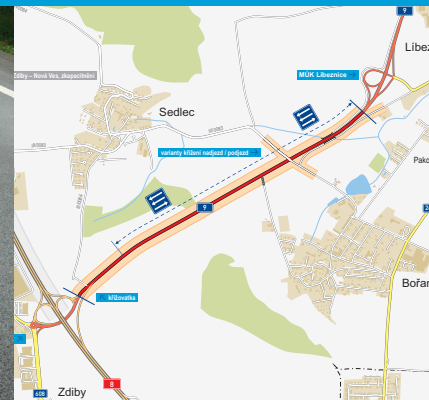 9
Líbez
MÚK Líbeznice
Zdiby – Nová Ves, zkapacitnění
Sedlec
varianty křížení nadjezd / podjezd
Pako
9
Bořan
křižovatka
8
608
Zdiby